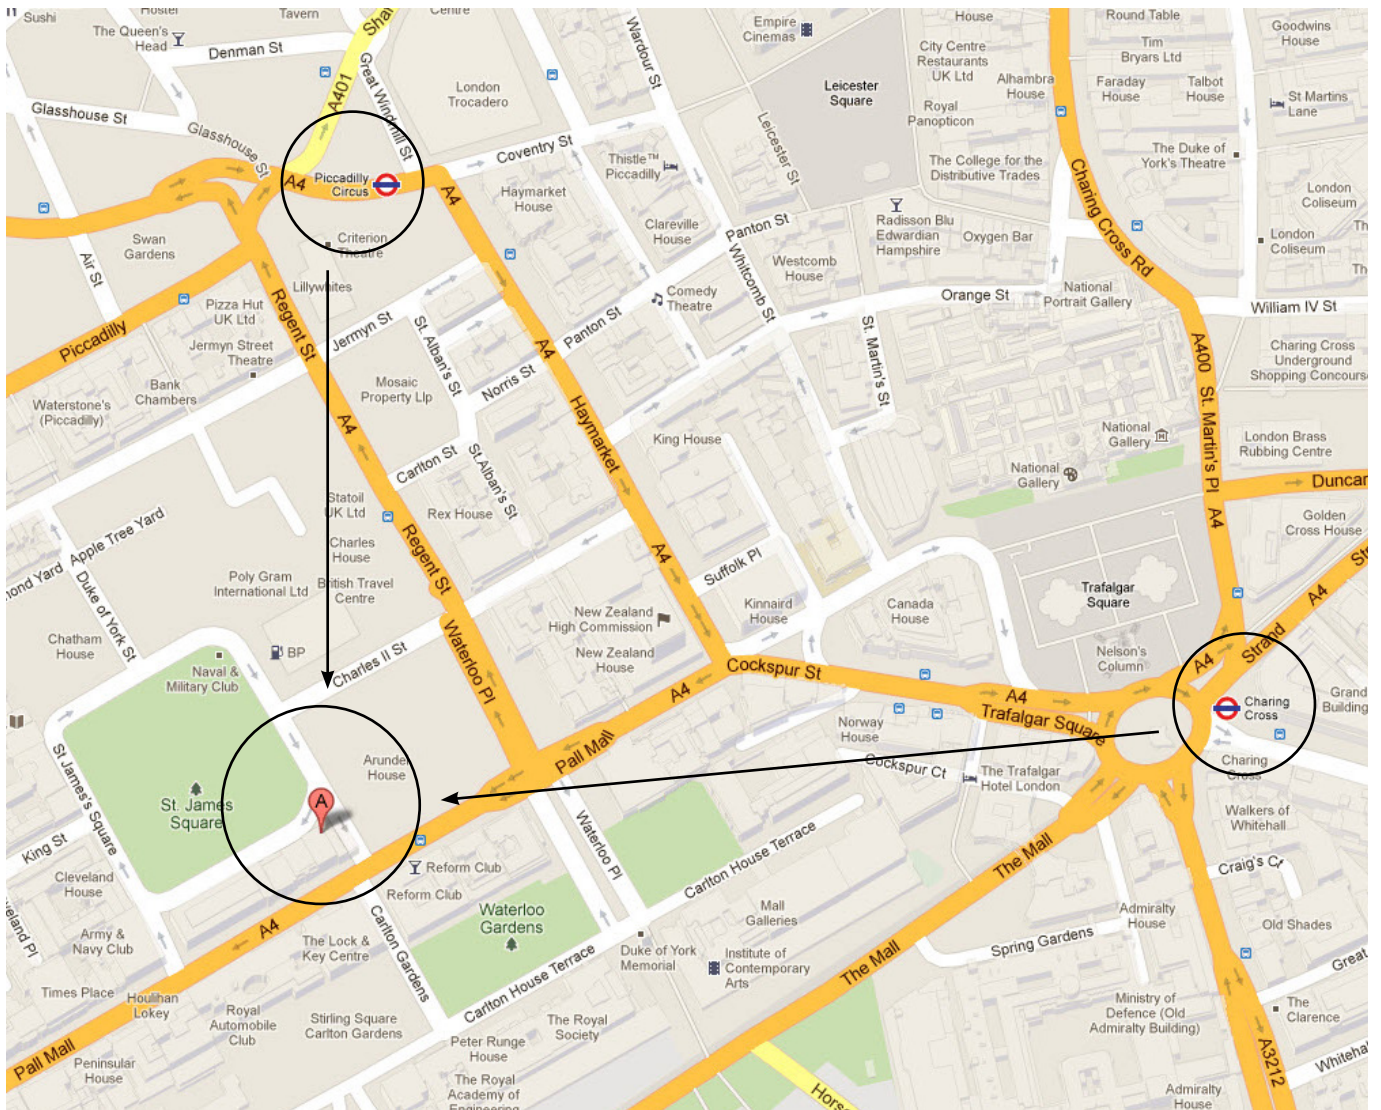 Sushi
Hostel
Tavern
Centre
The Queen's
Head
Denman St
Great Windmill St
A401
Wardour St
Empire
Cinemas
House
City Centre
Restaurants
UK Ltd
Alhambra
House
Round Table
Tim
Bryars Ltd
Goodwins
House
Faraday
House
Talbot
House
St Martins
Lane
London
Trocadero
Leicester
Square
Royal
Panopticon
Glasshouse St
Glasshouse St
Coventry St
Thistle™
Piccadilly
Leicester St
The College for the
Distributive Trades
The Duke of
York's Theatre
Charing Cross Rd
A4
Piccadilly
Circus
A4
Haymarket
House
London
Coliseum
London
Coliseum
Swan
Gardens
Criterion
Theatre
Clareville
House
Panton St
Radisson Blu
Edwardian
Hampshire
Oxygen Bar
Air St
Lillywhites
Whitcomb St
Westcomb
House
Pizza Hut
UK Ltd
Regent St
Comedy
Theatre
Orange St
National
Portrait Gallery
William IV St
Piccadilly
Jermyn Street
Theatre
Jermyn St
St. Alban's St
Panton St
A4
St. Martin's St
A400
Charing Cross
Underground
Shopping Concourse
Bank
Chambers
Mosaic
Property Llp
Norris St
Waterstone's
(Piccadilly)
A4
Haymarket
King House
St. Martin's Pl
National
Gallery
London Brass
Rubbing Centre
Carlton St
St.Alban's St
National
Gallery
Duncan
Statoil
UK Ltd
Rex House
A4
Golden
Cross House
Apple Tree Yard
Charles
House
Regent St
A4
Suffolk Pl
ond Yard
Duke of York St
Poly Gram
International Ltd
British Travel
Centre
Trafalgar
Square
A4
New Zealand
High Commission
Kinnaird
House
Canada
House
Chatham
House
BP
Waterloo Pl
New Zealand
House
Nelson's
Column
Strand
Naval &
Military Club
Charles II St
Cockspur St
A4
A4
A4
Trafalgar Square
Charing
Cross
Grand
Building
St James's Square
Arundel
House
Pall Mall
Norway
House
Cockspur Ct
Charing
Cross
St. James
Square
A
The Trafalgar
Hotel London
Walkers of
Whitehall
King St
Waterloo Pl
Carlton House Terrace
The Mall
Craig's C
Cleveland
House
Reform Club
Reform Club
Waterloo
Gardens
Mall
Galleries
Admiralty
House
Old Shades
eland Pl
Army &
Navy Club
A4
The Lock &
Key Centre
Carlton Gardens
Duke of York
Memorial
Institute of
Contemporary
Arts
The Mall
Spring Gardens
Great
Carlton House Terrace
Times Place
Houlihan
Lokey
Royal
Automobile
Club
Stirling Square
Carlton Gardens
The Royal
Society
Ministry of
Defence (Old
Admiralty Building)
The
Clarence
Pall Mall
Peninsular
House
Peter Runge
House
A3212
Whiteha
The Royal
Academy of
Engineering
Horse
Admiralty
House